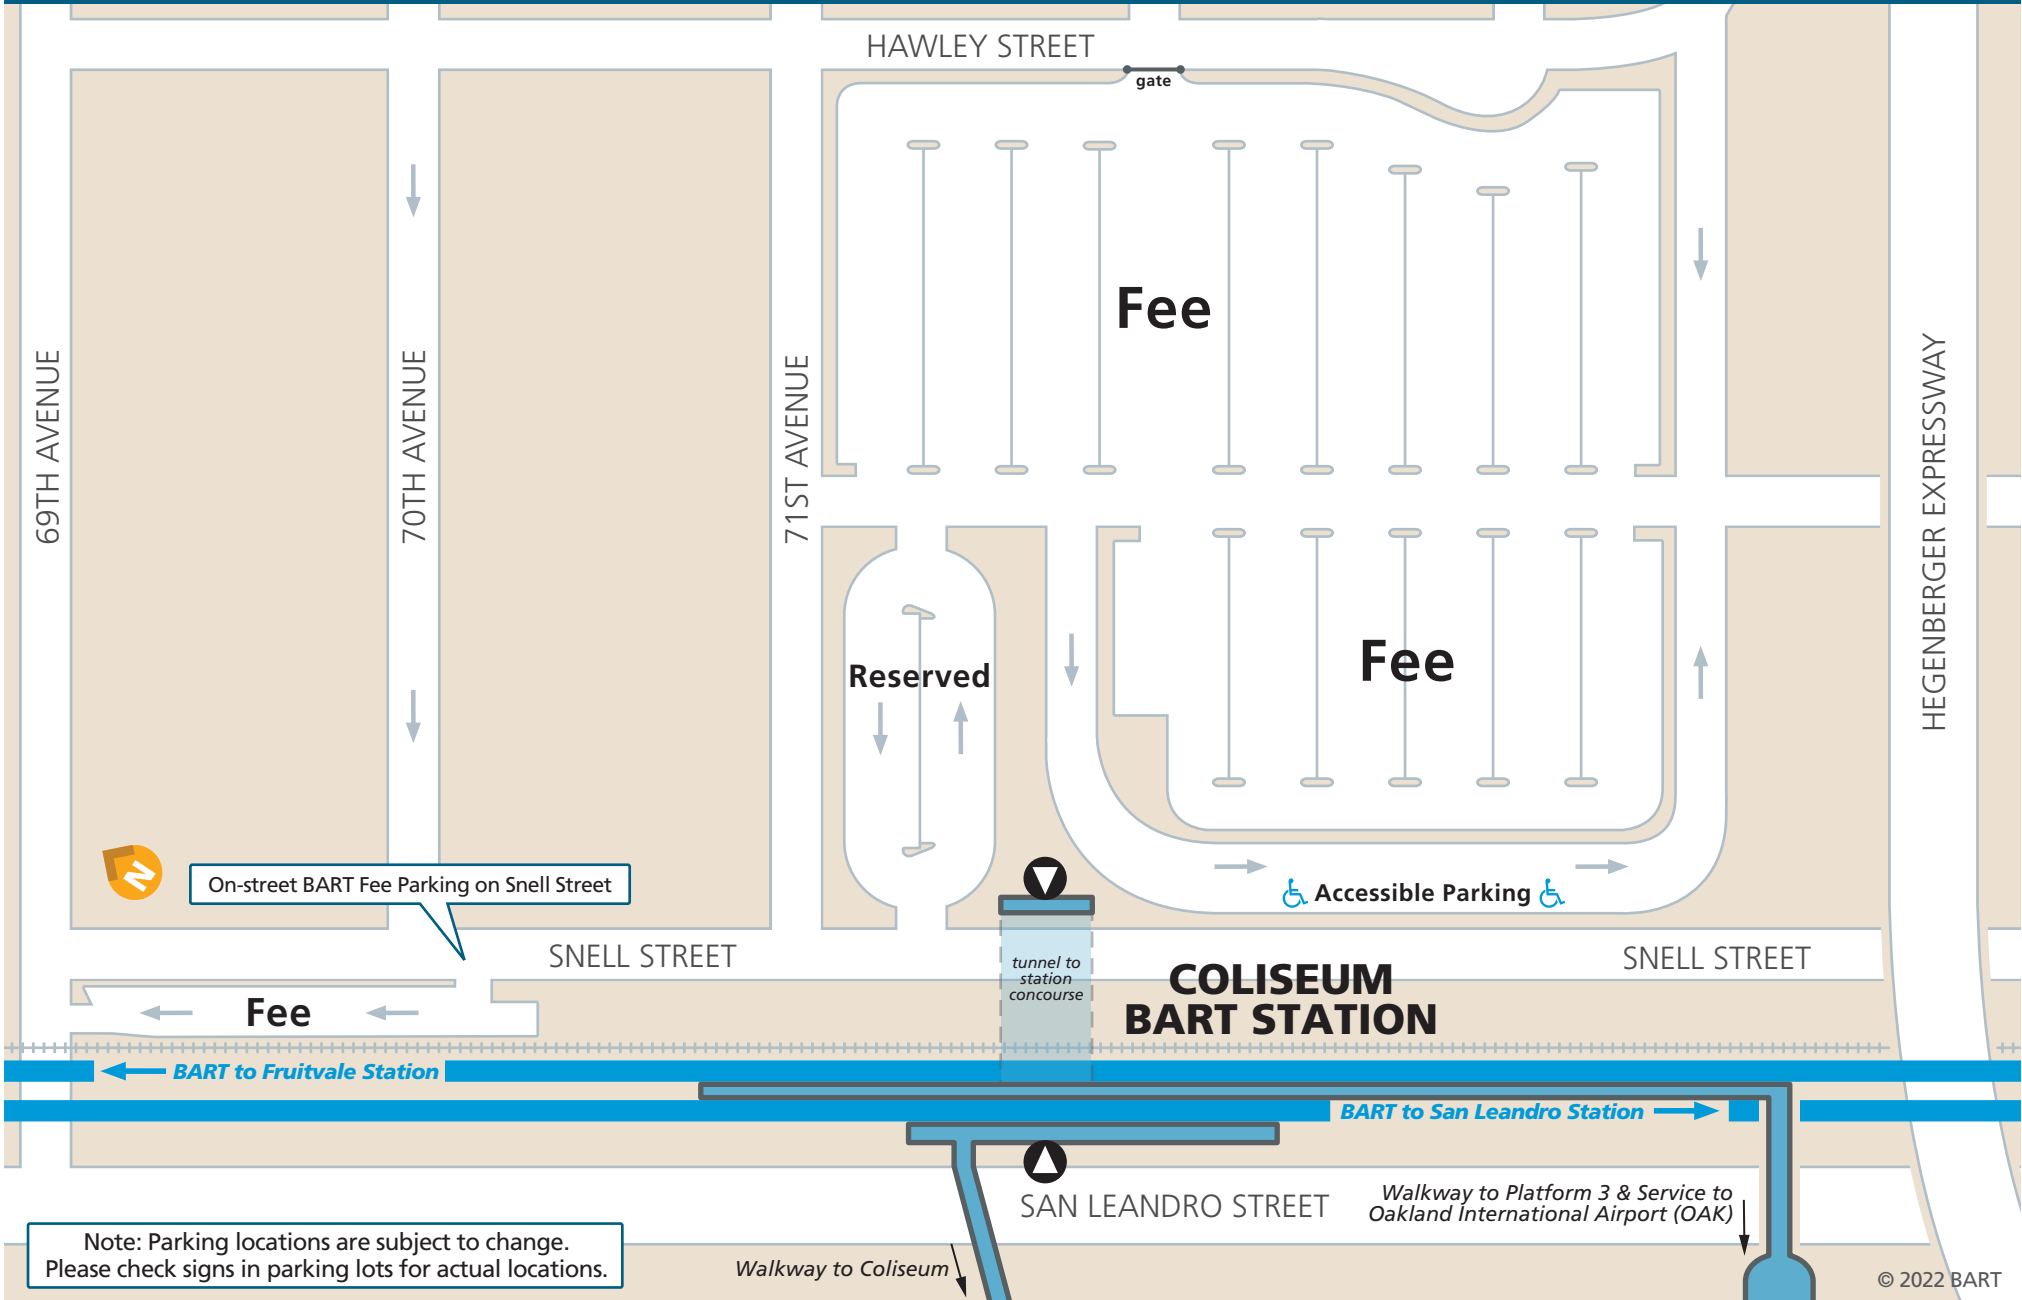 HAWLEY STREET
gate
Fee
69TH AVENUE
70TH AVENUE
71ST AVENUE
HEGENBERGER EXPRESSWAY
Reserved
Fee
N
On-street BART Fee Parking on Snell Street
Accessible Parking
SNELL STREET
SNELL STREET
tunnel to
station
concourse
COLISEUM
BART STATION
Fee
BART to Fruitvale Station
BART to San Leandro Station
SAN LEANDRO STREET
Walkway to Platform 3 & Service to
Oakland International Airport (OAK)
Note: Parking locations are subject to change.
Please check signs in parking lots for actual locations.
Walkway to Coliseum
© 2022 BART